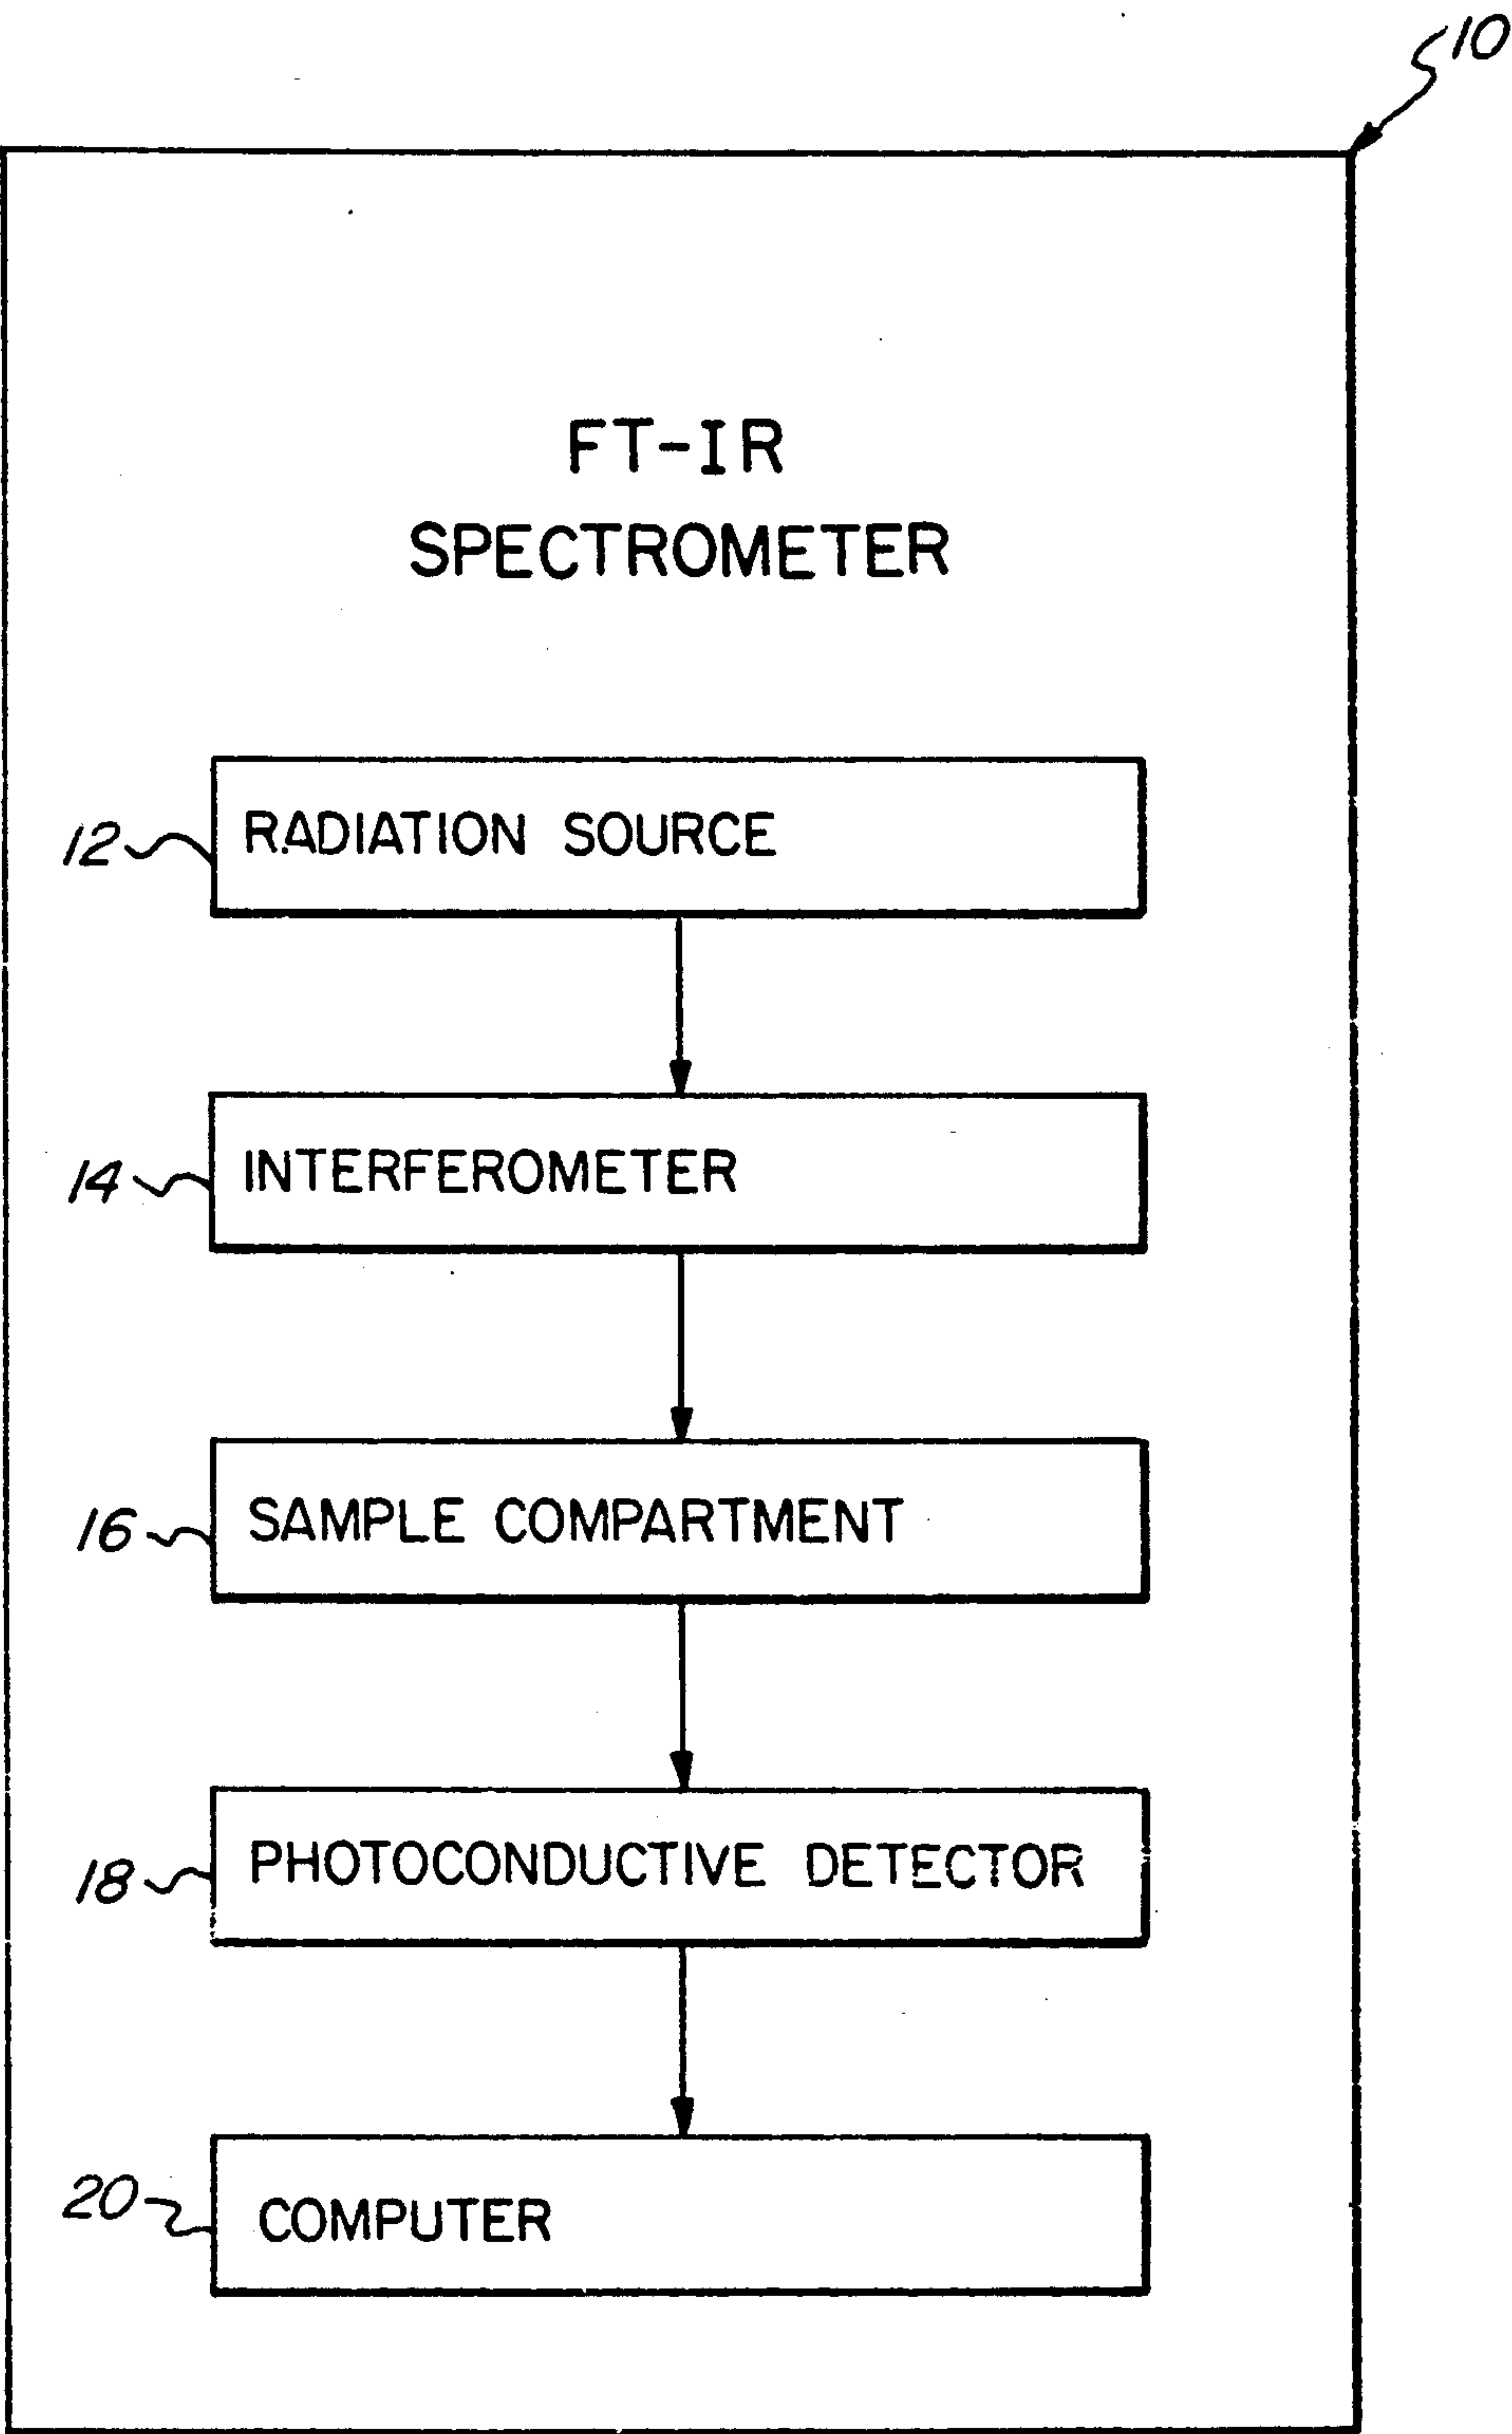 10
FT-IR
SPECTROMETER
12 RADIATION SOURCE
14 INTERFEROMETER
16 SAMPLE COMPARTMENT
18 PHOTOCONDUCTIVE DETECTOR
20 COMPUTER